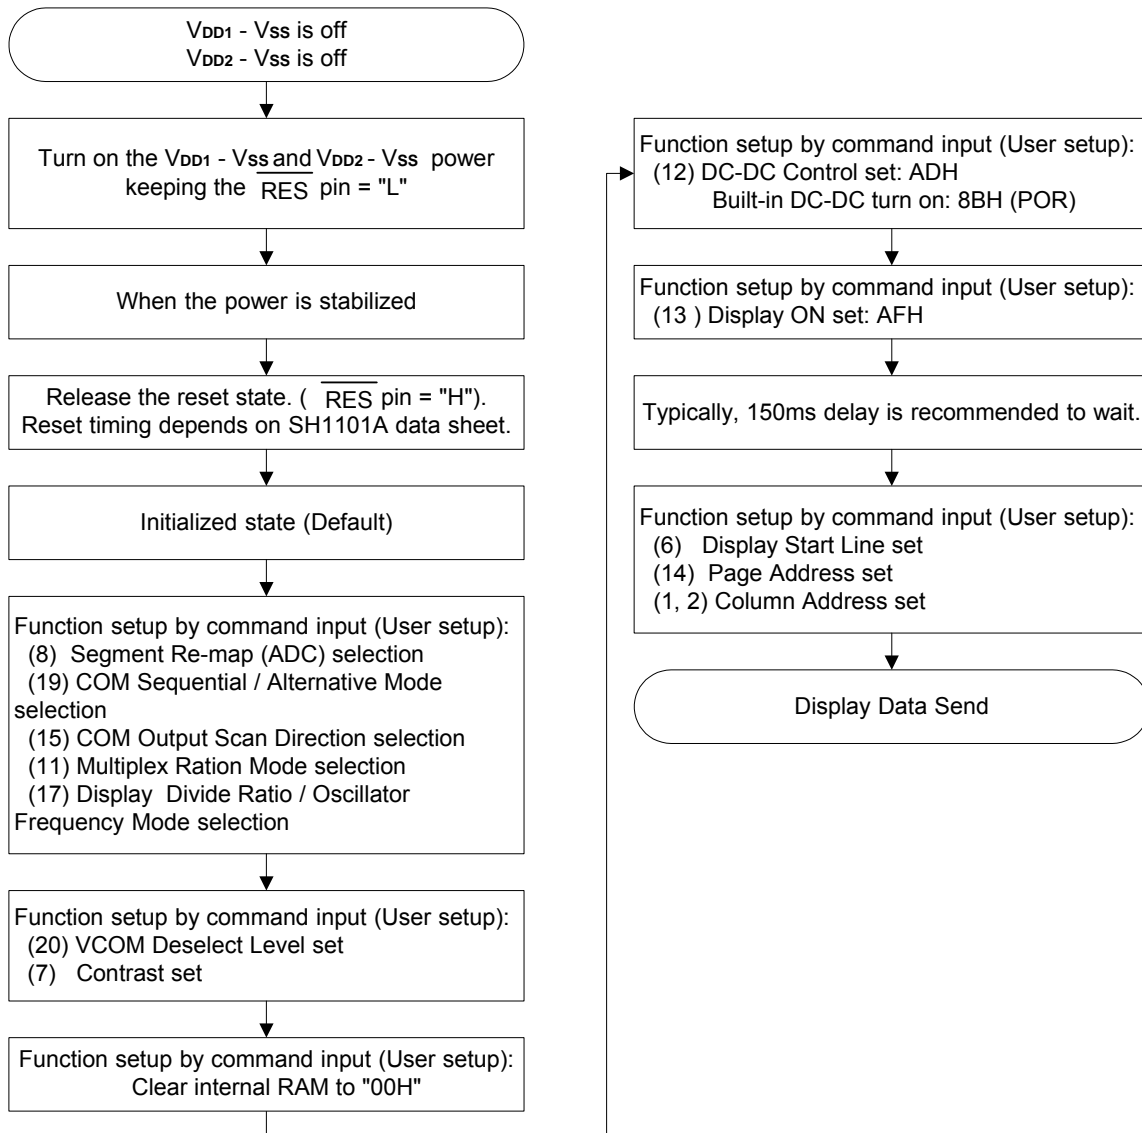 VDD1 - Vss is off
VDD2 - Vss is off
Turn on the VDD1 - Vss and VDD2 - Vss power
keeping the RES pin = "L"
When the power is stabilized
Release the reset state. ( RES pin = "H").
Reset timing depends on SH1101A data sheet.
Initialized state (Default)
Function setup by command input (User setup):
(8) Segment Re-map (ADC) selection
(19) COM Sequential / Alternative Mode
selection
(15) COM Output Scan Direction selection
(11) Multiplex Ration Mode selection
(17) Display Divide Ratio / Oscillator
Frequency Mode selection
Function setup by command input (User setup):
(20) VCOM Deselect Level set
(7) Contrast set
Function setup by command input (User setup):
Clear internal RAM to "00H"
Function setup by command input (User setup):
(12) DC-DC Control set: ADH
Built-in DC-DC turn on: 8BH (POR)
Function setup by command input (User setup):
(13 ) Display ON set: AFH
Typically, 150ms delay is recommended to wait.
Function setup by command input (User setup):
(6) Display Start Line set
(14) Page Address set
(1, 2) Column Address set
Display Data Send